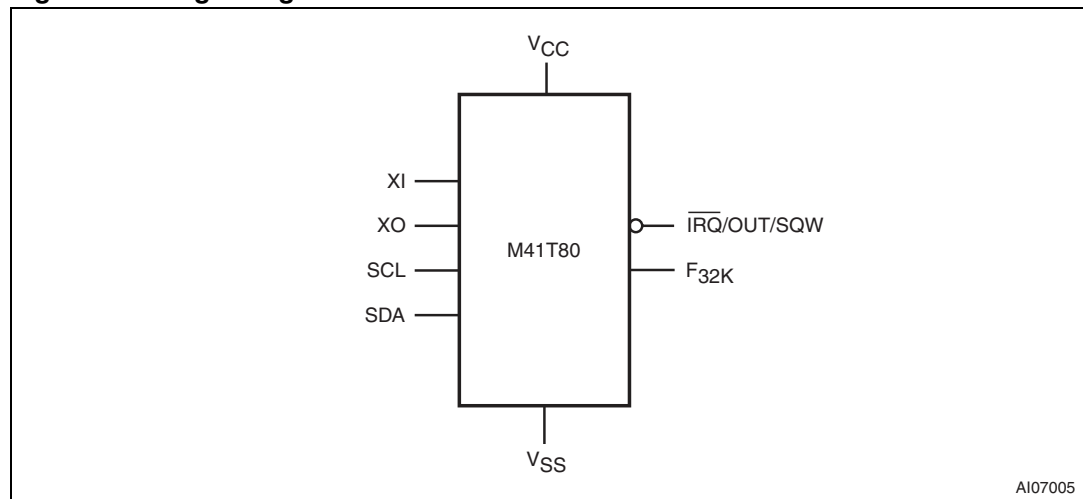 VCC
XI
XO
SCL
SDA
M41T80
IRQ/OUT/SQW
F32K
VSS
AI07005